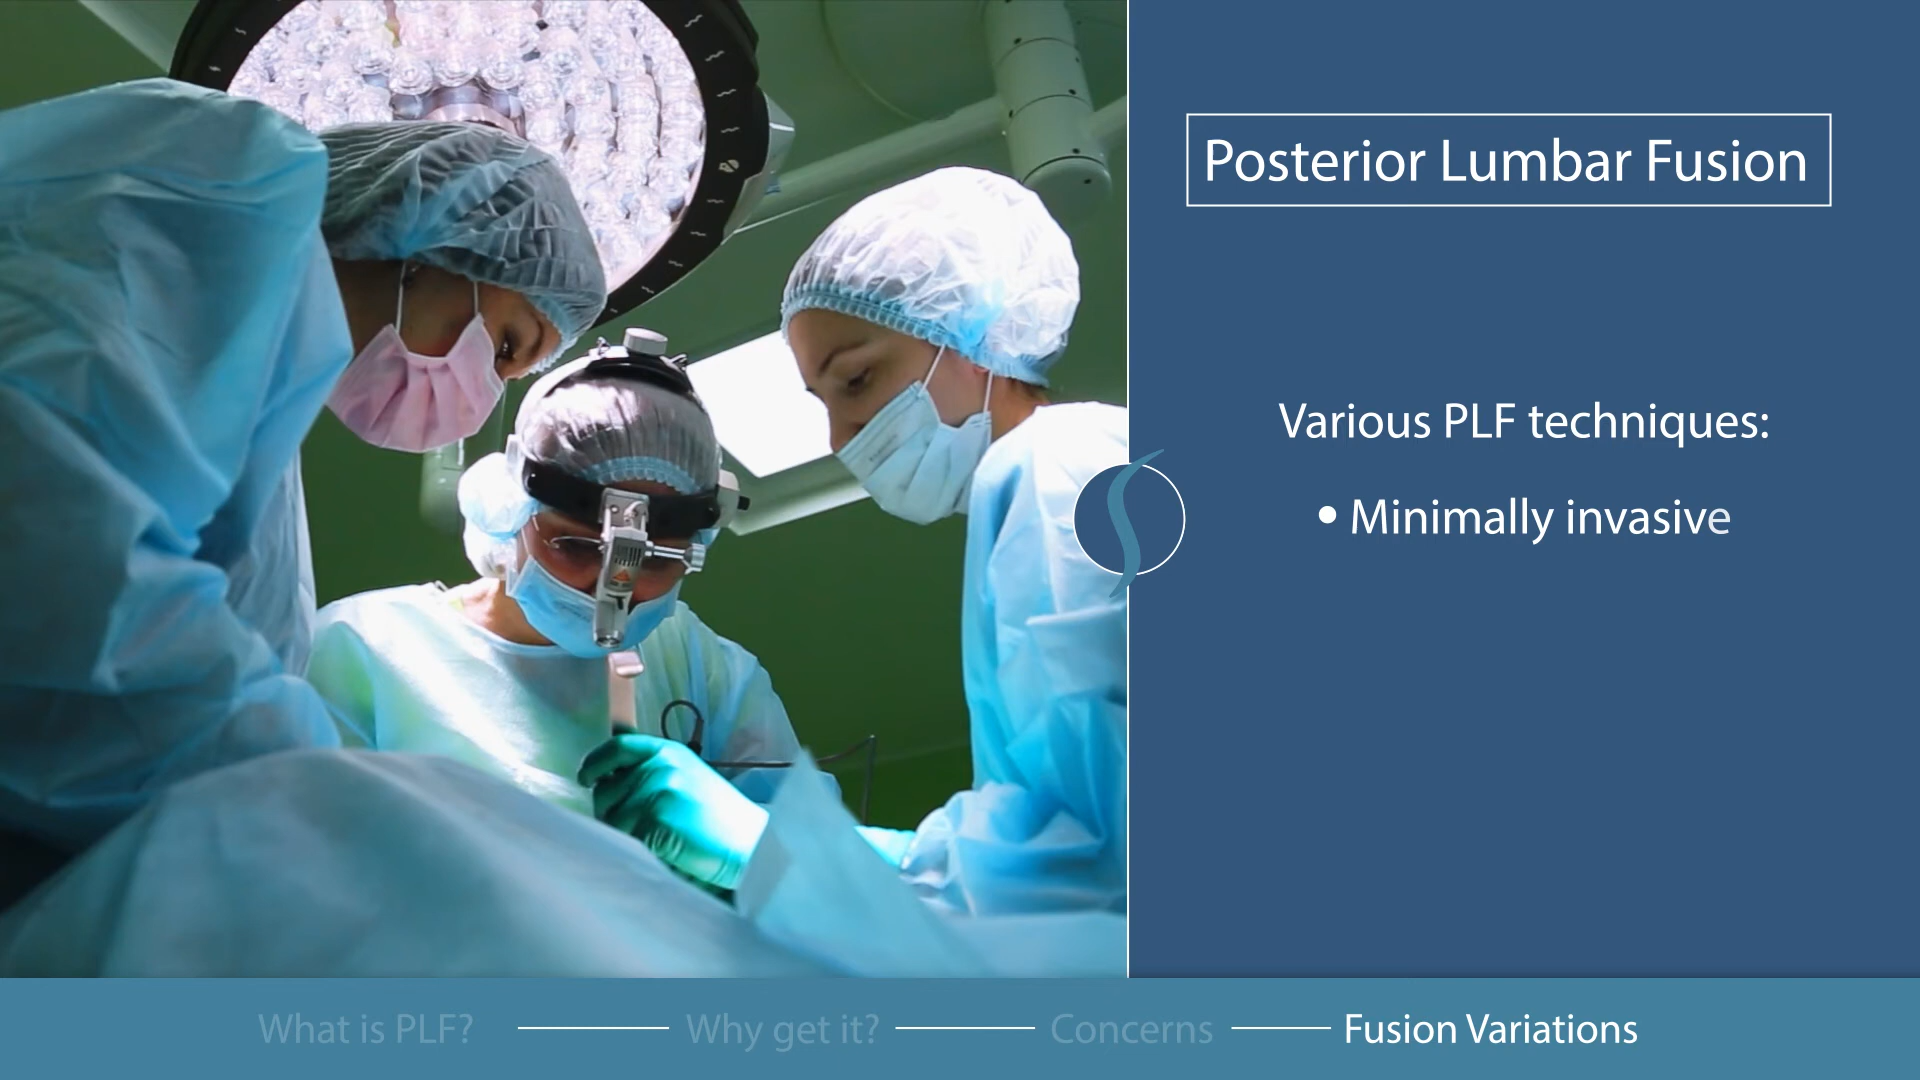 Posterior Lumbar Fusion
Various PLF techniques:
• Minimally invasive
What is PLF?
Why get it?
Concerns
Fusion Variations